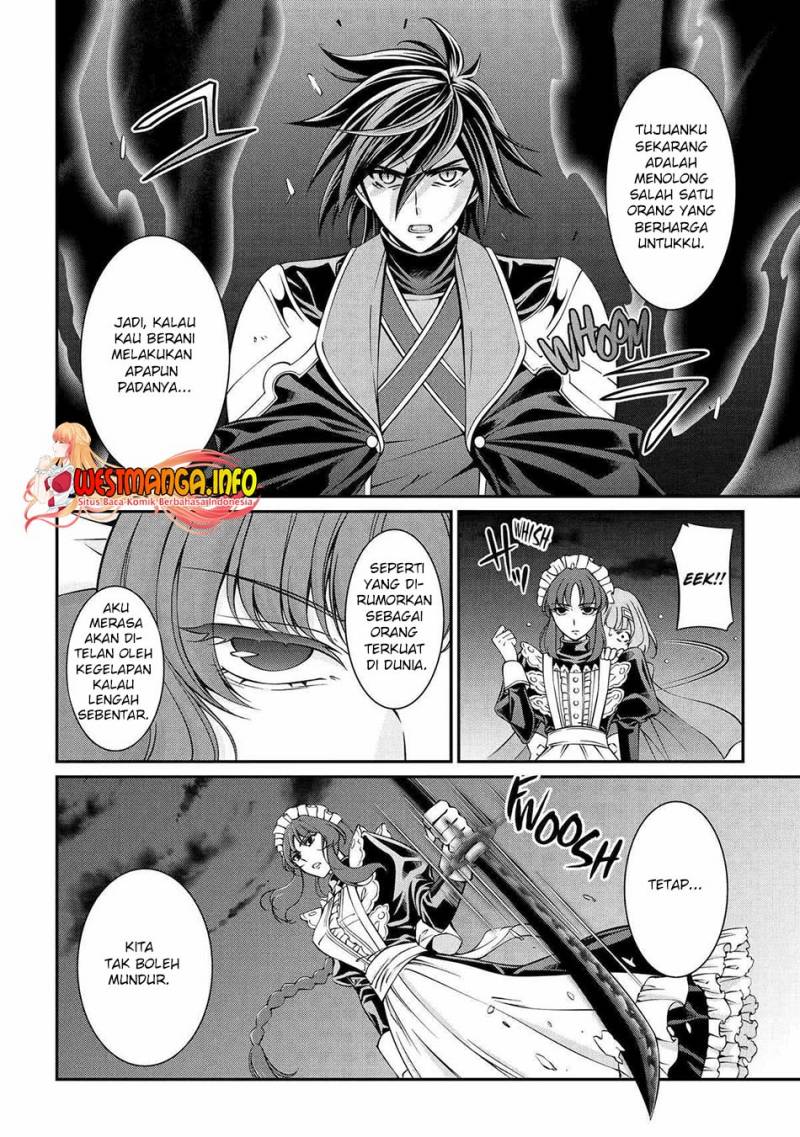 TUJUANKU
SEKARANG
ADALAH
MENOLONG
SALAH SATU
ORANG YANG
BERHARGA
UNTUKKU.
WHOOM
JADI, KALAU
KAU BERANI
MELAKUKAN
APAPUN
PADANYA...
WESTMANGA.INFO
Situs Baca Komik Berbahasa Indonesia
EEK!!
WHISH
SEPERTI
YANG DI-
RUMORKAN
SEBAGAI
ORANG
TERKUAT
DI DUNIA.
AKU
MERASA
AKAN DI-
TELAN OLEH
KEGELAPAN
KALAU
LENGAH
SEBENTAR.
FWOOSH
TETAP...
KITA
TAK BOLEH
MUNDUR.